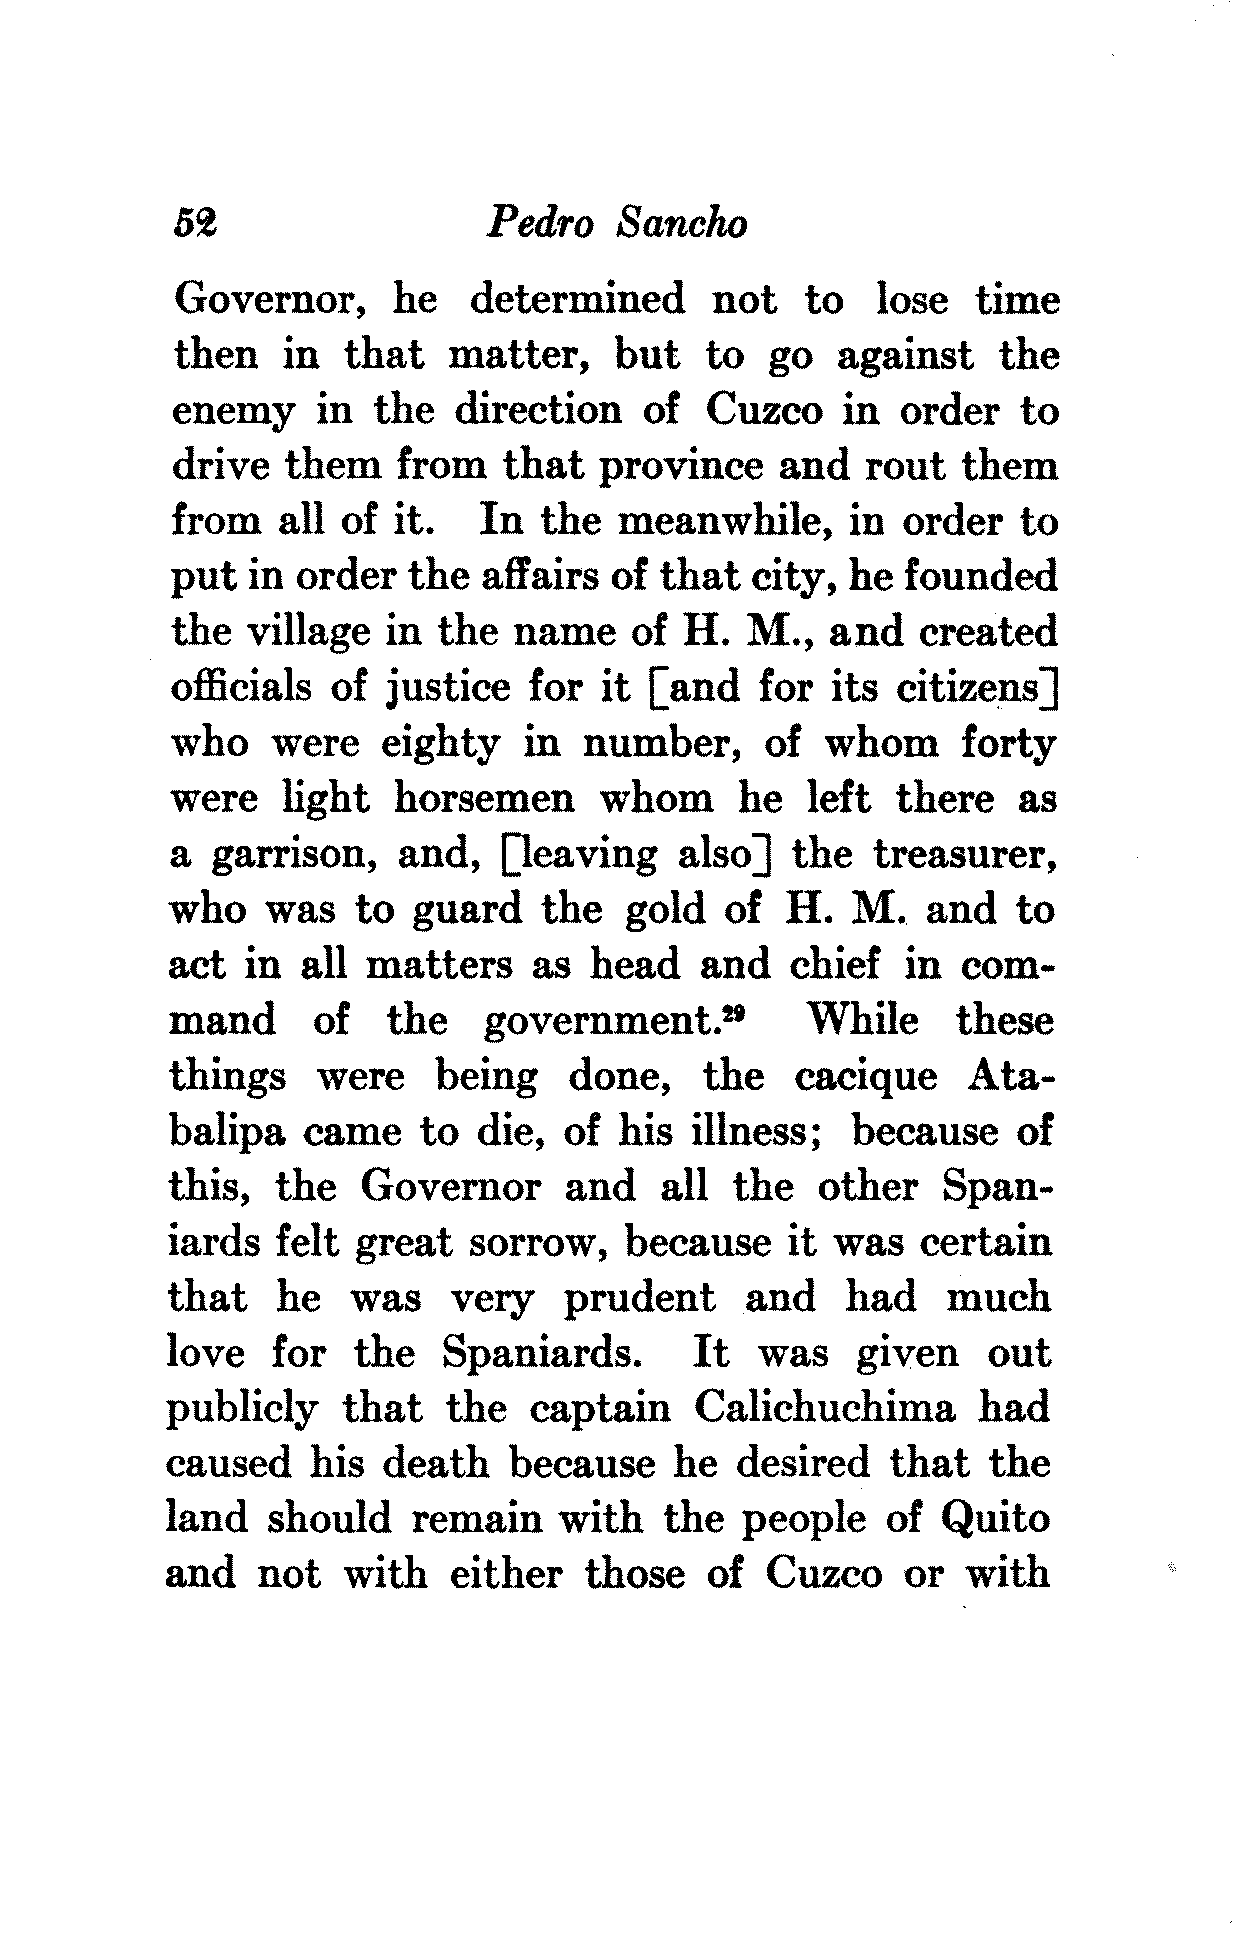 52 Pedro Sancho
Governor, he determined not to lose time
then in that matter, but to go against the
enemy in the direction of Cuzco in order to
drive them from that province and rout them
from all of it. In the meanwhile, in order to
put in order the affairs of that city, he founded
the village in the name of H. M., and created
officials of justice for it [and for its citizens]
who were eighty in number, of whom forty
were light horsemen whom he left there as
a garrison, and, [leaving also] the treasurer,
who was to guard the gold of H. M. and to
act in all matters as head and chief in com-
mand of the government.²⁹ While these
things were being done, the cacique Ata-
balipa came to die, of his illness; because of
this, the Governor and all the other Span-
iards felt great sorrow, because it was certain
that he was very prudent and had much
love for the Spaniards. It was given out
publicly that the captain Calichuchima had
caused his death because he desired that the
land should remain with the people of Quito
and not with either those of Cuzco or with